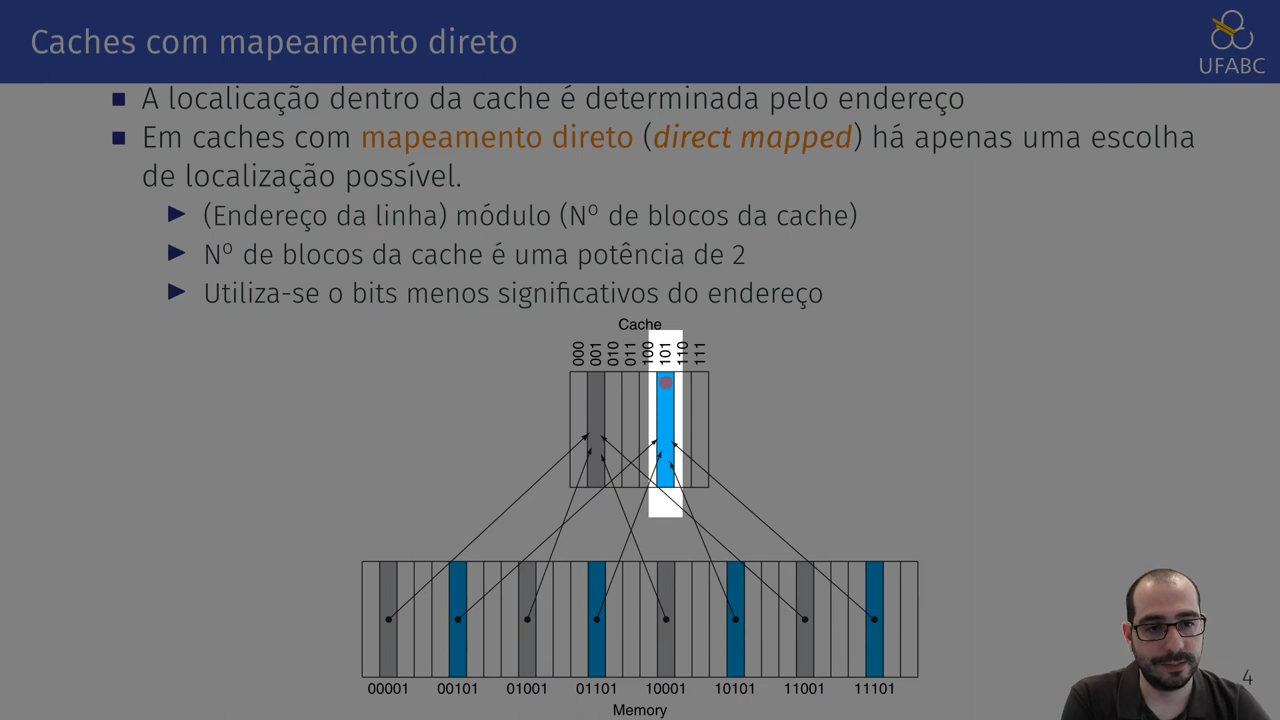 Caches com mapeamento direto
UFABC
A localicação dentro da cache é determinada pelo endereço
Em caches com mapeamento direto (direct mapped) há apenas uma escolha
de localização possível.
(Endereço da linha) módulo (Nº de blocos da cache)
Nº de blocos da cache é uma potência de 2
Utiliza-se o bits menos significativos do endereço
Cache
000 001 010 011 100 101 110 111
00001 00101 01001 01101 10001 10101 11001 11101
Memory
4